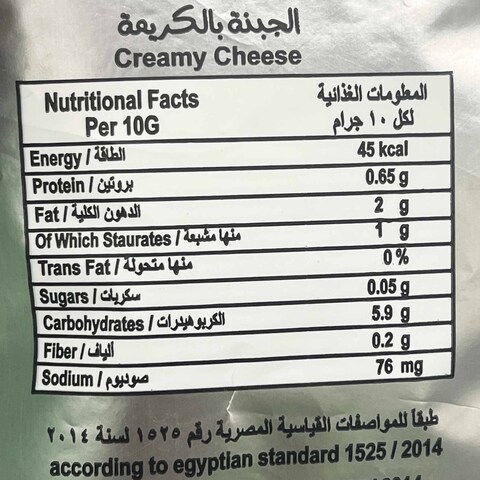 الجبنة بالكريمة
Creamy Cheese
Nutritional Facts المعلومات الغذائية
Per 10G لكل ١٠ جرام
Energy / الطاقة 45 kcal
Protein / بروتين 0.65 g
Fat / الدهون الكلية 2 g
Of Which Staurates / منها مشبعة 1 g
Trans Fat / منها متحولة 0%
Sugars / سكريات 0.05 g
Carbohydrates / الكربوهيدرات 5.9 g
Fiber / ألياف 0.2 g
Sodium / صوديوم 76 mg
طبقاً للمواصفات القياسية المصرية رقم ١٥٢٥ لسنة ٢٠١٤
according to egyptian standard 1525 / 2014